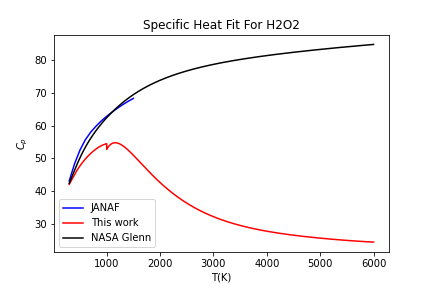 Specific Heat Fit For H2O2
80
70
60
50
40
30
Cp
JANAF
This work
NASA Glenn
1000 2000 3000 4000 5000 6000
T(K)